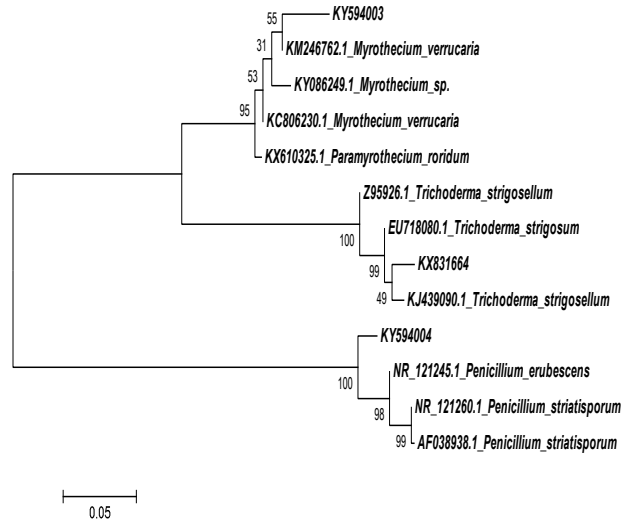 KY594003
55
KM246762.1_Myrothecium_verrucaria
31
KY086249.1_Myrothecium_sp.
53
KC806230.1_Myrothecium_verrucaria
95
KX610325.1_Paramyrothecium_roridum
Z95926.1_Trichoderma_strigosellum
EU718080.1_Trichoderma_strigosum
100
KX831664
99
KJ439090.1_Trichoderma_strigosellum
49
KY594004
NR_121245.1_Penicillium_erubescens
100
NR_121260.1_Penicillium_striatisporum
98
AF038938.1_Penicillium_striatisporum
99
0.05